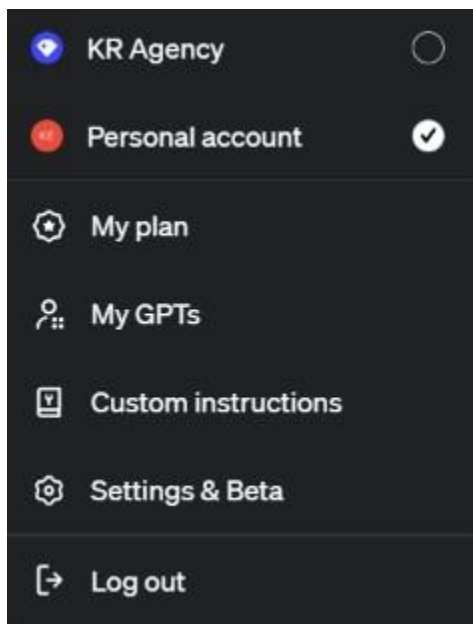 KR Agency
Personal account
My plan
My GPTs
Custom instructions
Settings & Beta
Log out